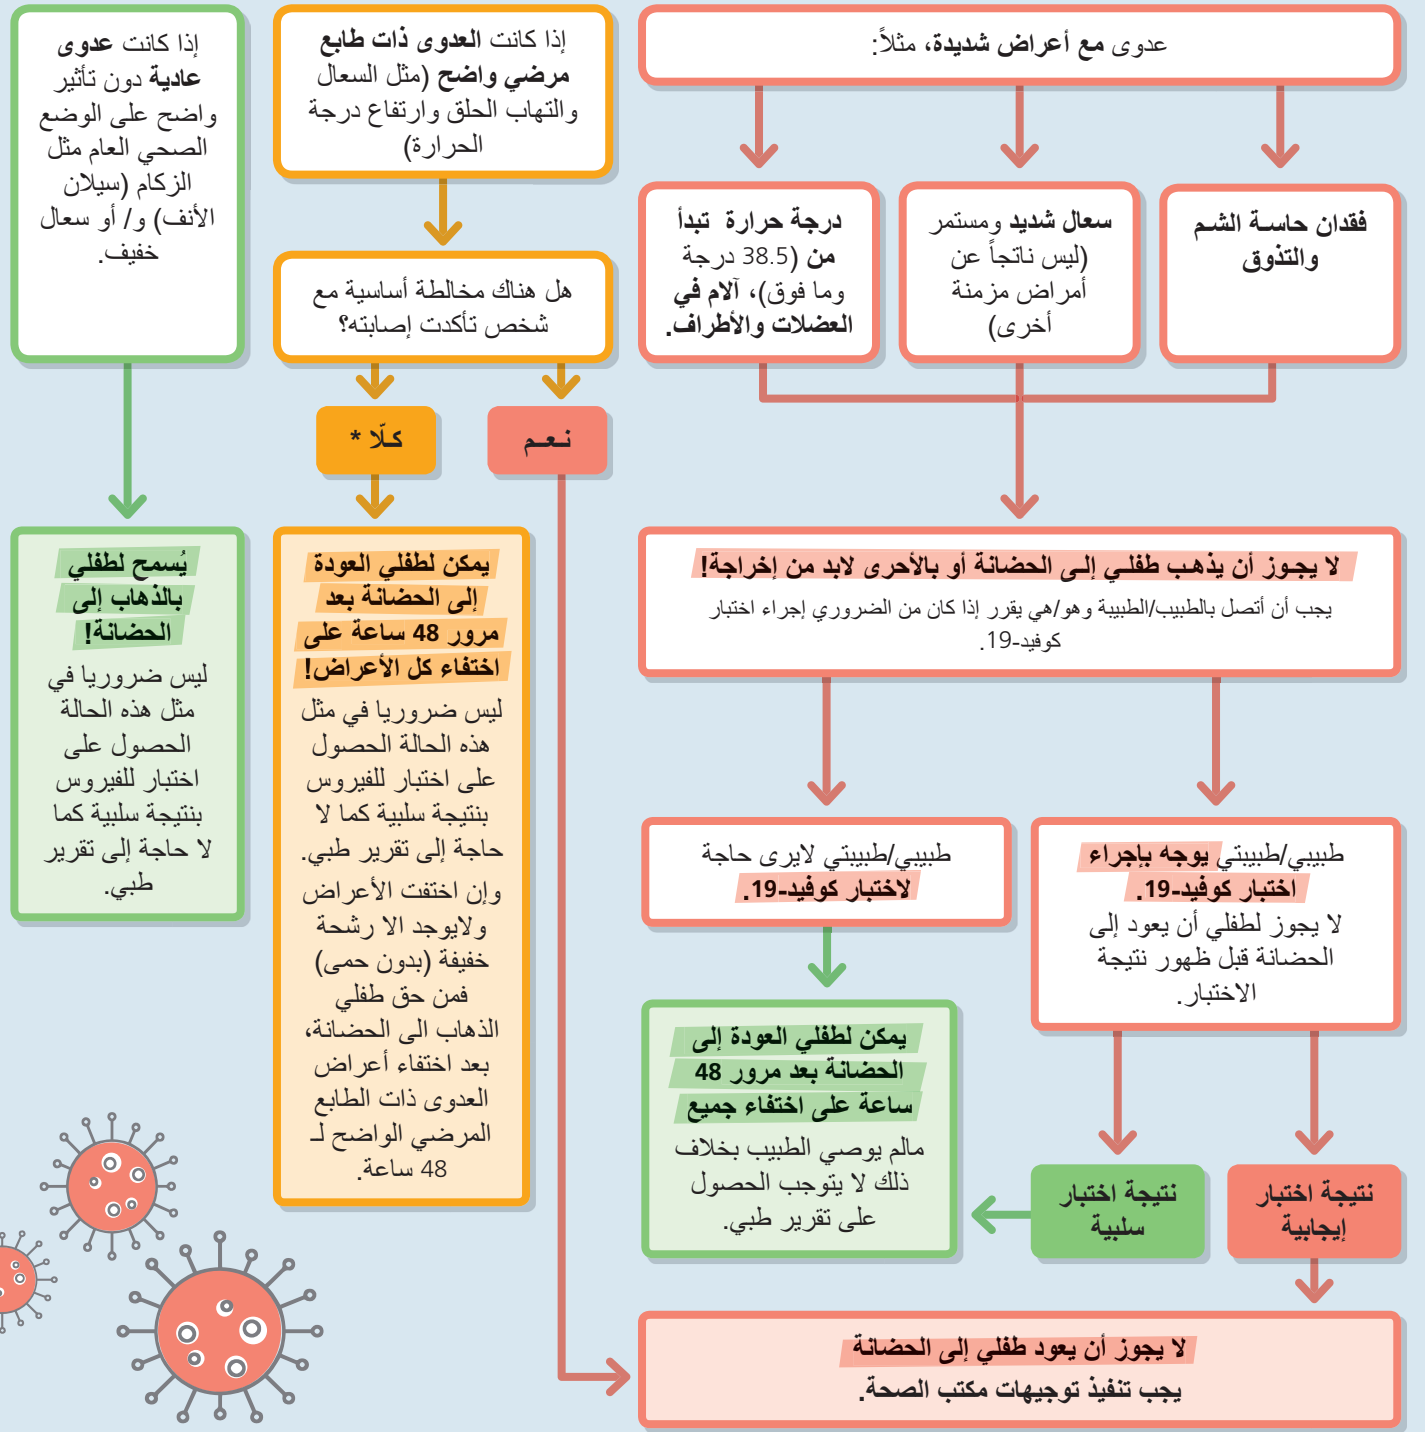 عدوى مع أعراض شديدة، مثلاً:
فقدان حاسة الشم
والتذوق
سعال شديد ومستمر
(ليس ناتجاً عن
أمراض مزمنة
أخرى)
درجة حرارة تبدأ
من (38.5 درجة
وما فوق)، آلام في
العضلات والأطراف.
لا يجوز أن يذهب طفلي إلى الحضانة أو بالأحرى لابد من إخراجة!
يجب أن أتصل بالطبيب/الطبيبة وهو/هي يقرر إذا كان من الضروري إجراء اختبار
كوفيد-19.
طبيبي/طبيبتي يوجه بإجراء
اختبار كوفيد-19.
لا يجوز لطفلي أن يعود إلى
الحضانة قبل ظهور نتيجة
الاختبار.
طبيبي/طبيبتي لايرى حاجة
لاختبار كوفيد-19.
نتيجة اختبار
إيجابية
نتيجة اختبار
سلبية
يمكن لطفلي العودة إلى
الحضانة بعد مرور 48
ساعة على اختفاء جميع
مالم يوصي الطبيب بخلاف
ذلك لا يتوجب الحصول
على تقرير طبي.
لا يجوز أن يعود طفلي إلى الحضانة
يجب تنفيذ توجيهات مكتب الصحة.
إذا كانت العدوى ذات طابع
مرضي واضح (مثل السعال
والتهاب الحلق وارتفاع درجة
الحرارة)
هل هناك مخالطة أساسية مع
شخص تأكدت إصابته؟
نعم
كلّا *
يمكن لطفلي العودة
إلى الحضانة بعد
مرور 48 ساعة على
اختفاء كل الأعراض!
ليس ضروريا في مثل
هذه الحالة الحصول
على اختبار للفيروس
بنتيجة سلبية كما لا
حاجة إلى تقرير طبي.
وإن اختفت الأعراض
ولايوجد الا رشحة
خفيفة (بدون حمى)
فمن حق طفلي
الذهاب الى الحضانة،
بعد اختفاء أعراض
العدوى ذات الطابع
المرضي الواضح لـ
48 ساعة.
إذا كانت عدوى
عادية دون تأثير
واضح على الوضع
الصحي العام مثل
الزكام (سيلان
الأنف) و/ أو سعال
خفيف.
يُسمح لطفلي
بالذهاب إلى
الحضانة!
ليس ضروريا في
مثل هذه الحالة
الحصول على
اختبار للفيروس
بنتيجة سلبية كما
لا حاجة إلى تقرير
طبي.